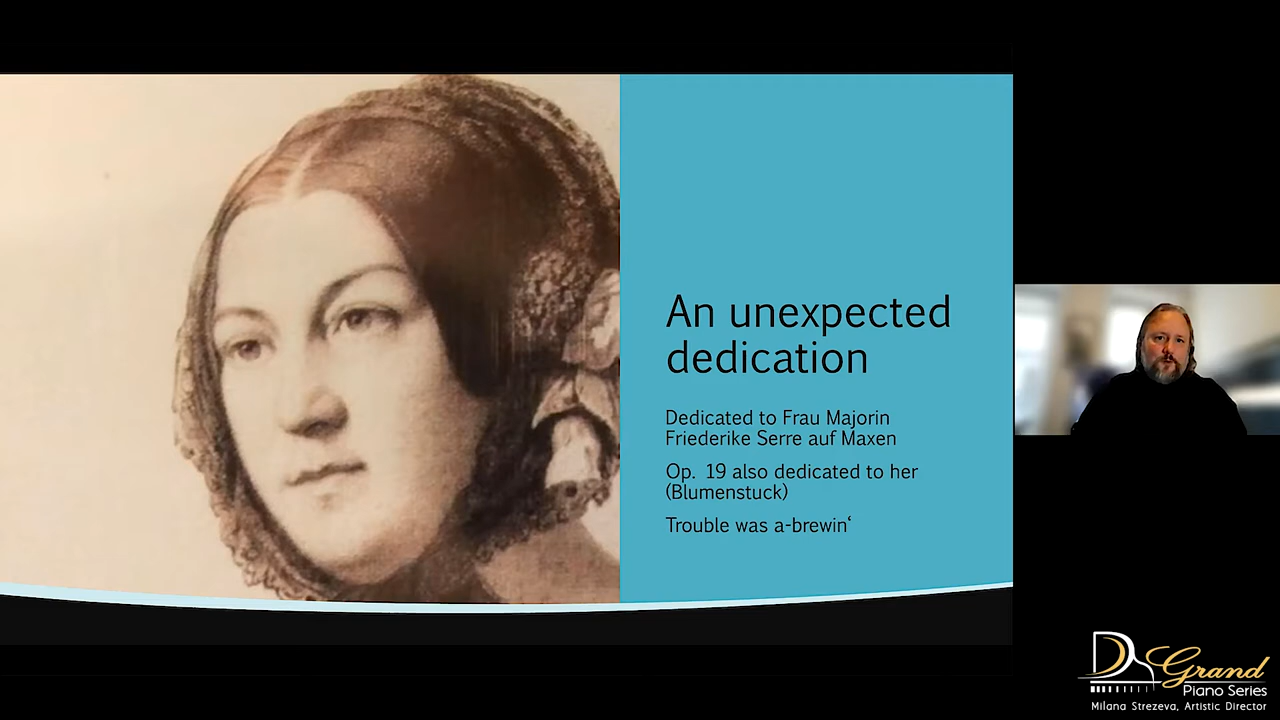 An unexpected
dedication
Dedicated to Frau Majorin
Friederike Serre auf Maxen
Op. 19 also dedicated to her
(Blumenstuck)
Trouble was a-brewin‘
DS Grand
Piano Series
Milana Strezeva, Artistic Director